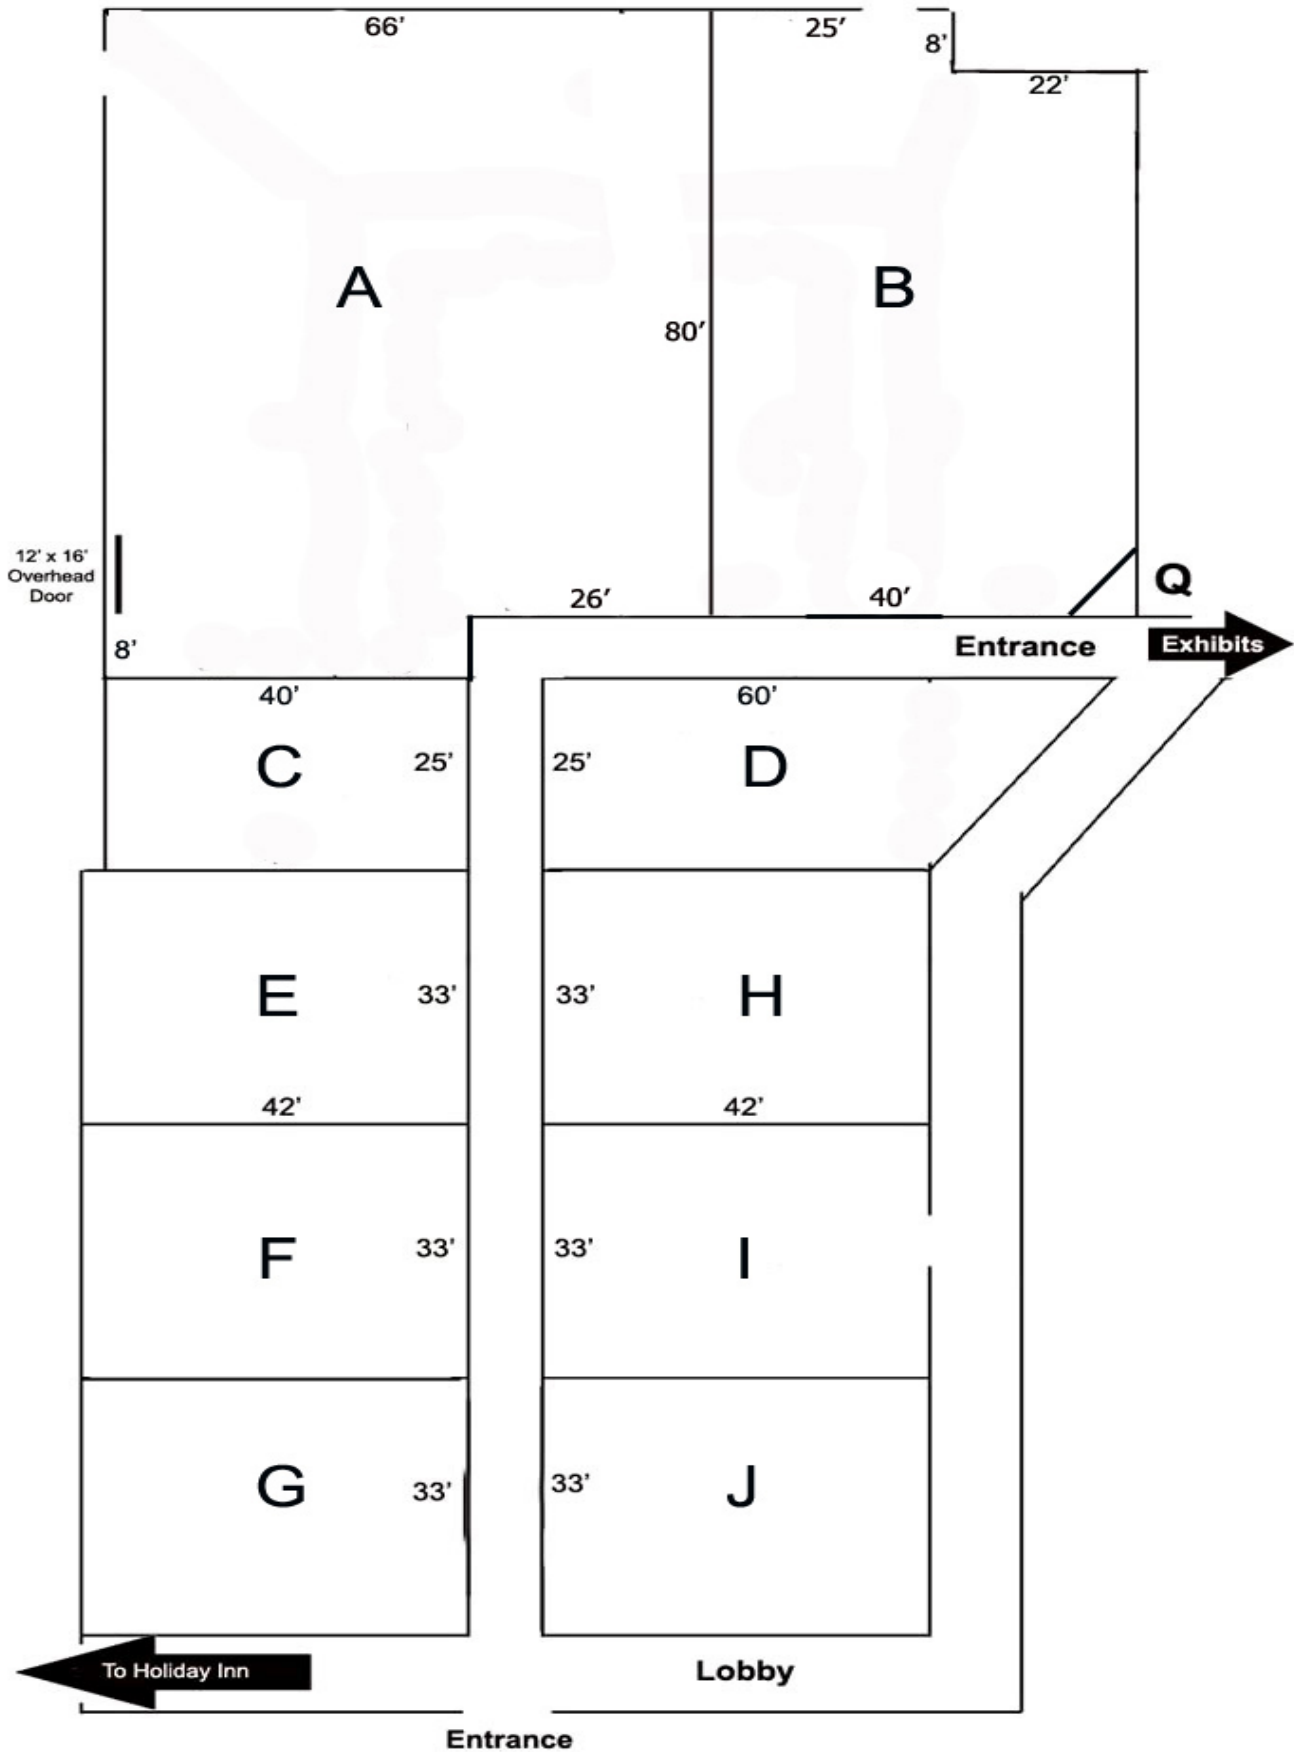 66’
25’
8’
22’
A
B
80’
12’ x 16’
Overhead
Door
Q
26’
40’
8’
Entrance
Exhibits
40’
60’
C
25’
25’
D
E
33’
33’
H
42’
42’
F
33’
33’
I
G
33’
33’
J
To Holiday Inn
Lobby
Entrance